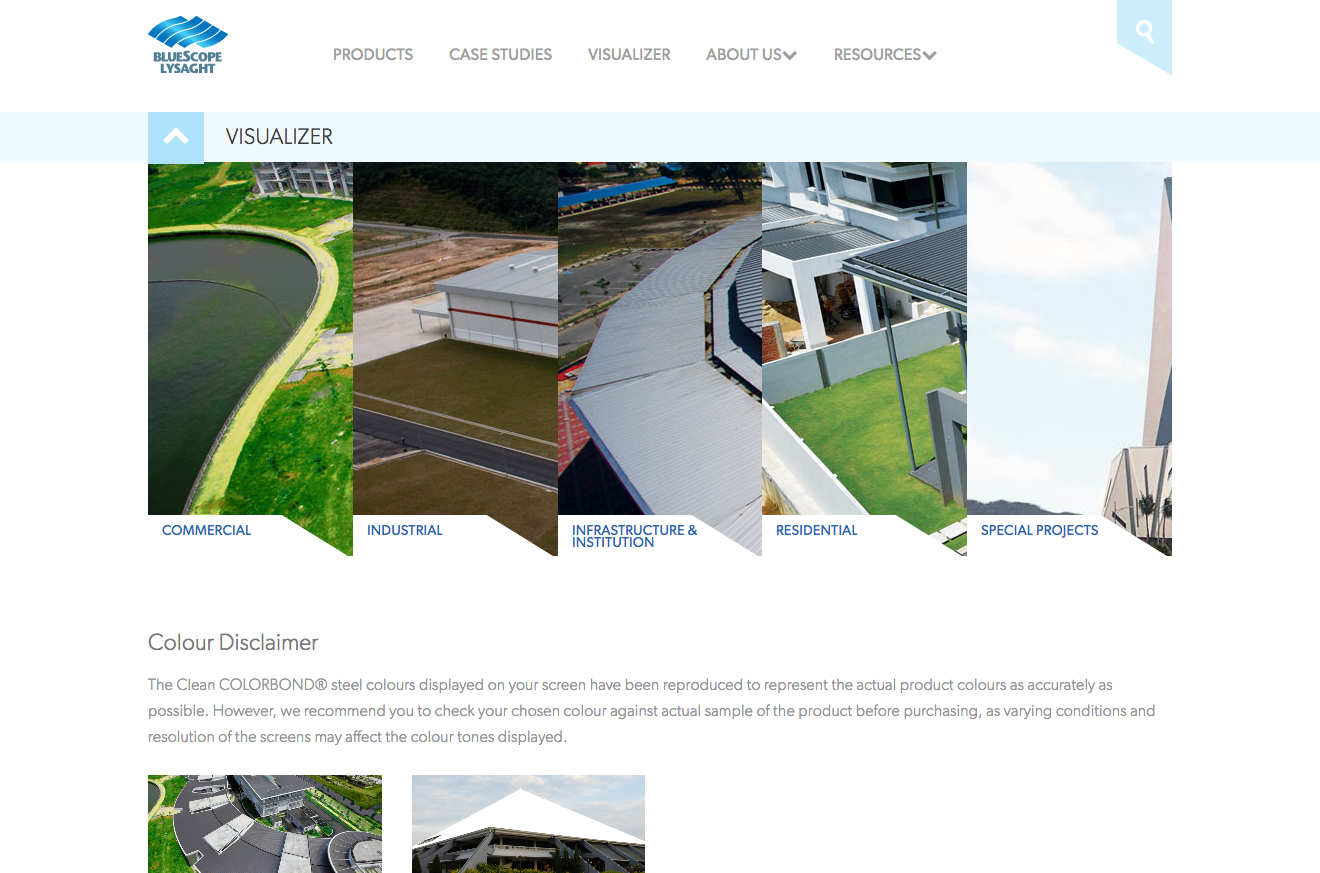 BLUESCOPE
LYSAGHT
PRODUCTS
CASE STUDIES
VISUALIZER
ABOUT US
RESOURCES
VISUALIZER
COMMERCIAL
INDUSTRIAL
INFRASTRUCTURE &
INSTITUTION
RESIDENTIAL
SPECIAL PROJECTS
Colour Disclaimer
The Clean COLORBOND® steel colours displayed on your screen have been reproduced to represent the actual product colours as accurately as
possible. However, we recommend you to check your chosen colour against actual sample of the product before purchasing, as varying conditions and
resolution of the screens may affect the colour tones displayed.